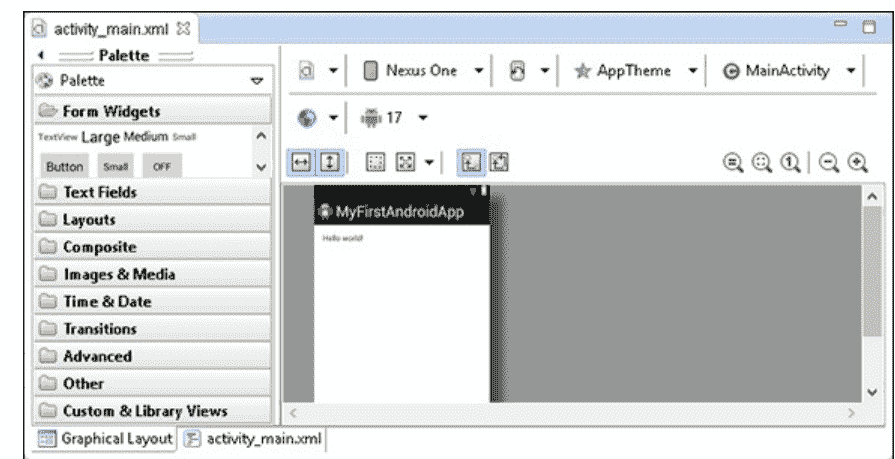 activity_main.xml
Palette
Palette
Form Widgets
TextView Large Medium Small
Button Small OFF
Text Fields
Layouts
Composite
Images & Media
Time & Date
Transitions
Advanced
Other
Custom & Library Views
Graphical Layout activity_main.xml
Nexus One AppTheme MainActivity
17
1
MyFirstAndroidApp
Hello world!